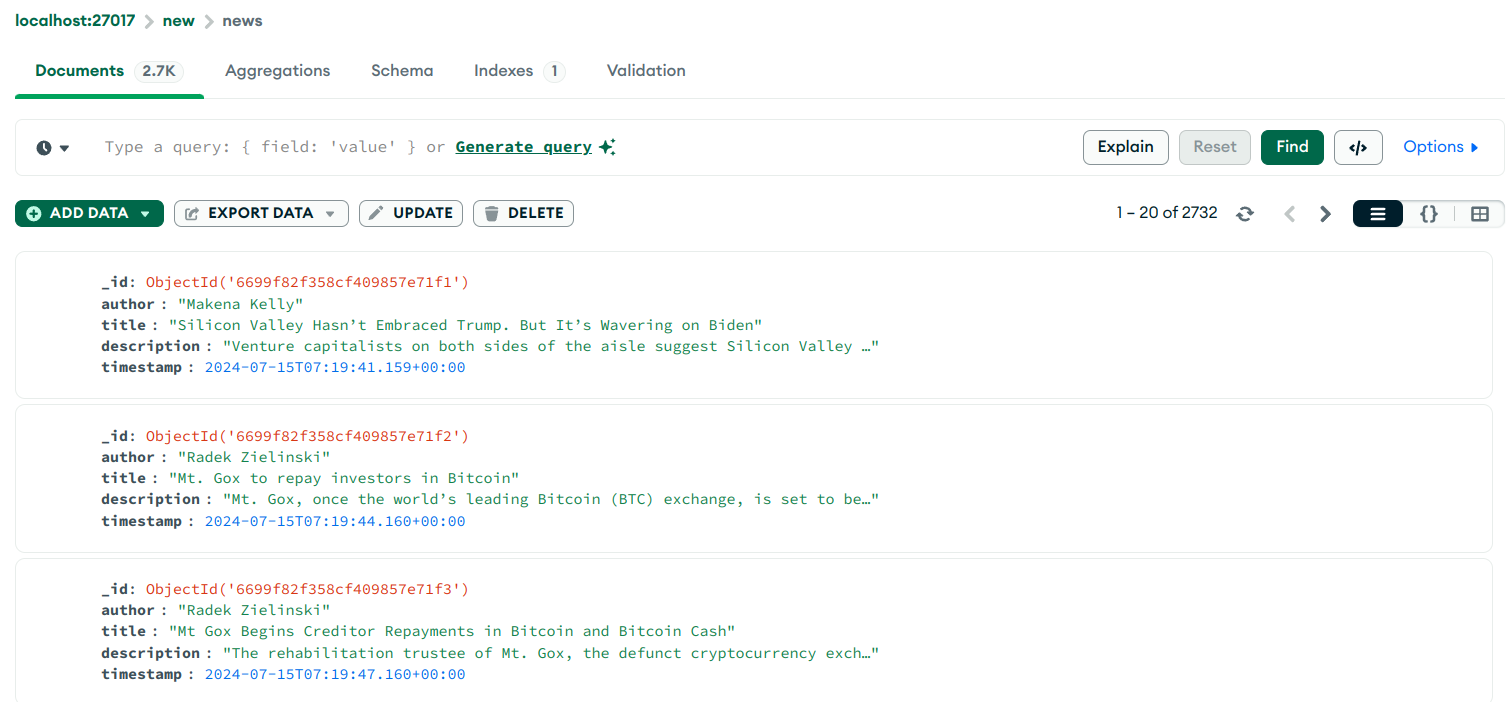 localhost:27017 > new > news
Documents 2.7K Aggregations Schema Indexes 1 Validation
Type a query: { field: 'value' } or Generate query Explain Reset Find </> Options
ADD DATA EXPORT DATA UPDATE DELETE 1 – 20 of 2732 {}
_id: ObjectId('6699f82f358cf409857e71f1')
author : "Makena Kelly"
title : "Silicon Valley Hasn’t Embraced Trump. But It’s Wavering on Biden"
description : "Venture capitalists on both sides of the aisle suggest Silicon Valley …"
timestamp : 2024-07-15T07:19:41.159+00:00
_id: ObjectId('6699f82f358cf409857e71f2')
author : "Radek Zielinski"
title : "Mt. Gox to repay investors in Bitcoin"
description : "Mt. Gox, once the world’s leading Bitcoin (BTC) exchange, is set to be…"
timestamp : 2024-07-15T07:19:44.160+00:00
_id: ObjectId('6699f82f358cf409857e71f3')
author : "Radek Zielinski"
title : "Mt Gox Begins Creditor Repayments in Bitcoin and Bitcoin Cash"
description : "The rehabilitation trustee of Mt. Gox, the defunct cryptocurrency exch…"
timestamp : 2024-07-15T07:19:47.160+00:00